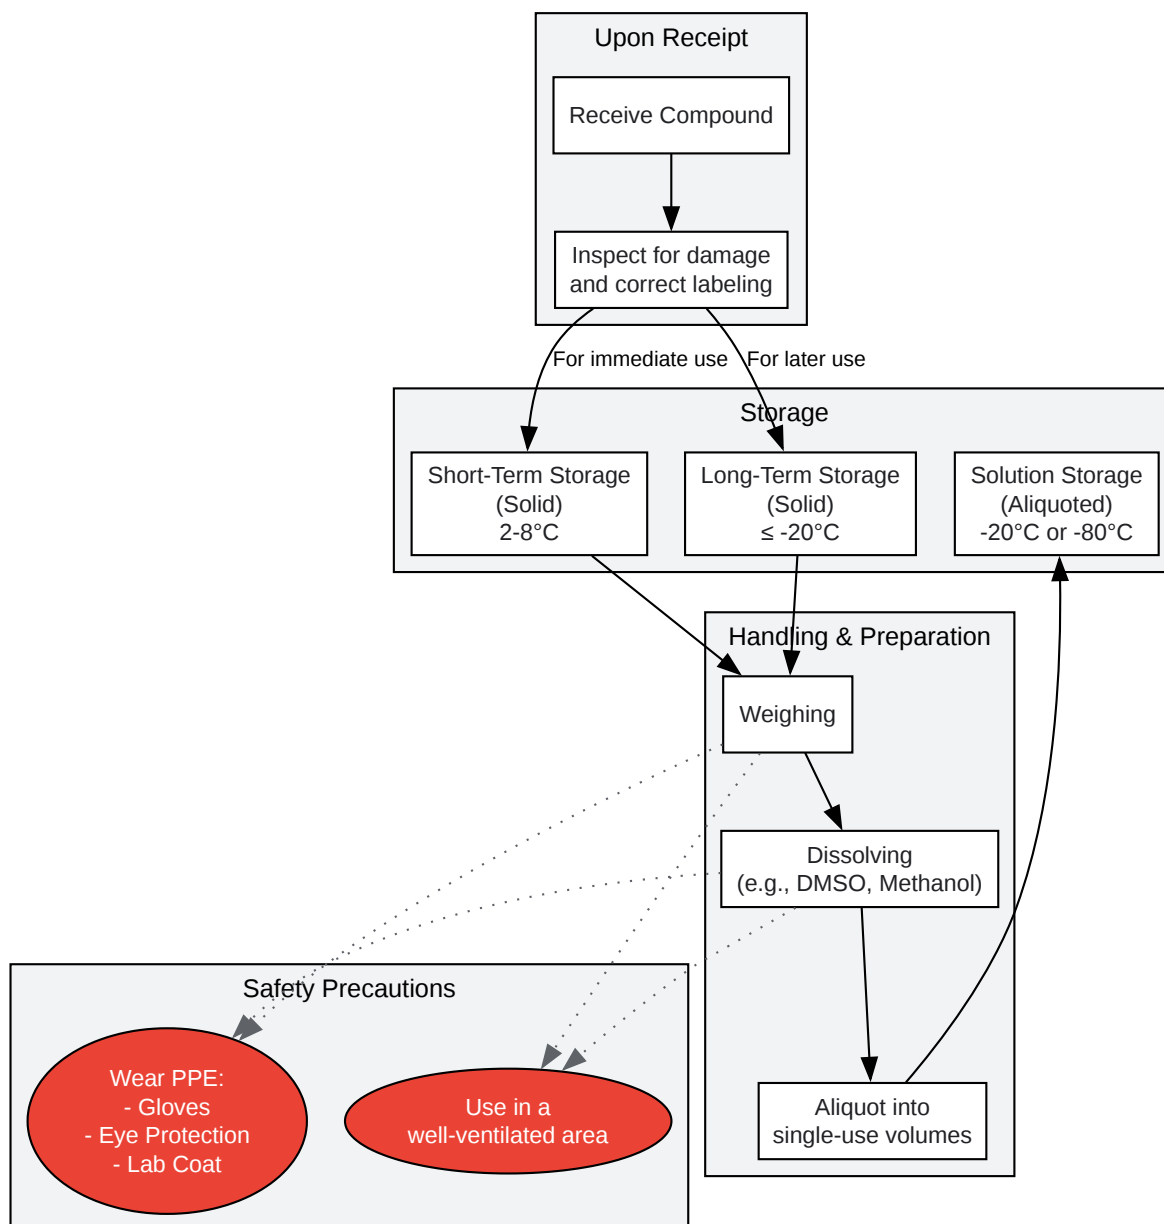 Upon Receipt
Receive Compound
Inspect for damage
and correct labeling
For immediate use
For later use
Storage
Short-Term Storage
(Solid)
2-8°C
Long-Term Storage
(Solid)
≤ -20°C
Solution Storage
(Aliquoted)
-20°C or -80°C
Handling & Preparation
Weighing
Dissolving
(e.g., DMSO, Methanol)
Aliquot into
single-use volumes
Safety Precautions
Wear PPE:
- Gloves
- Eye Protection
- Lab Coat
Use in a
well-ventilated area